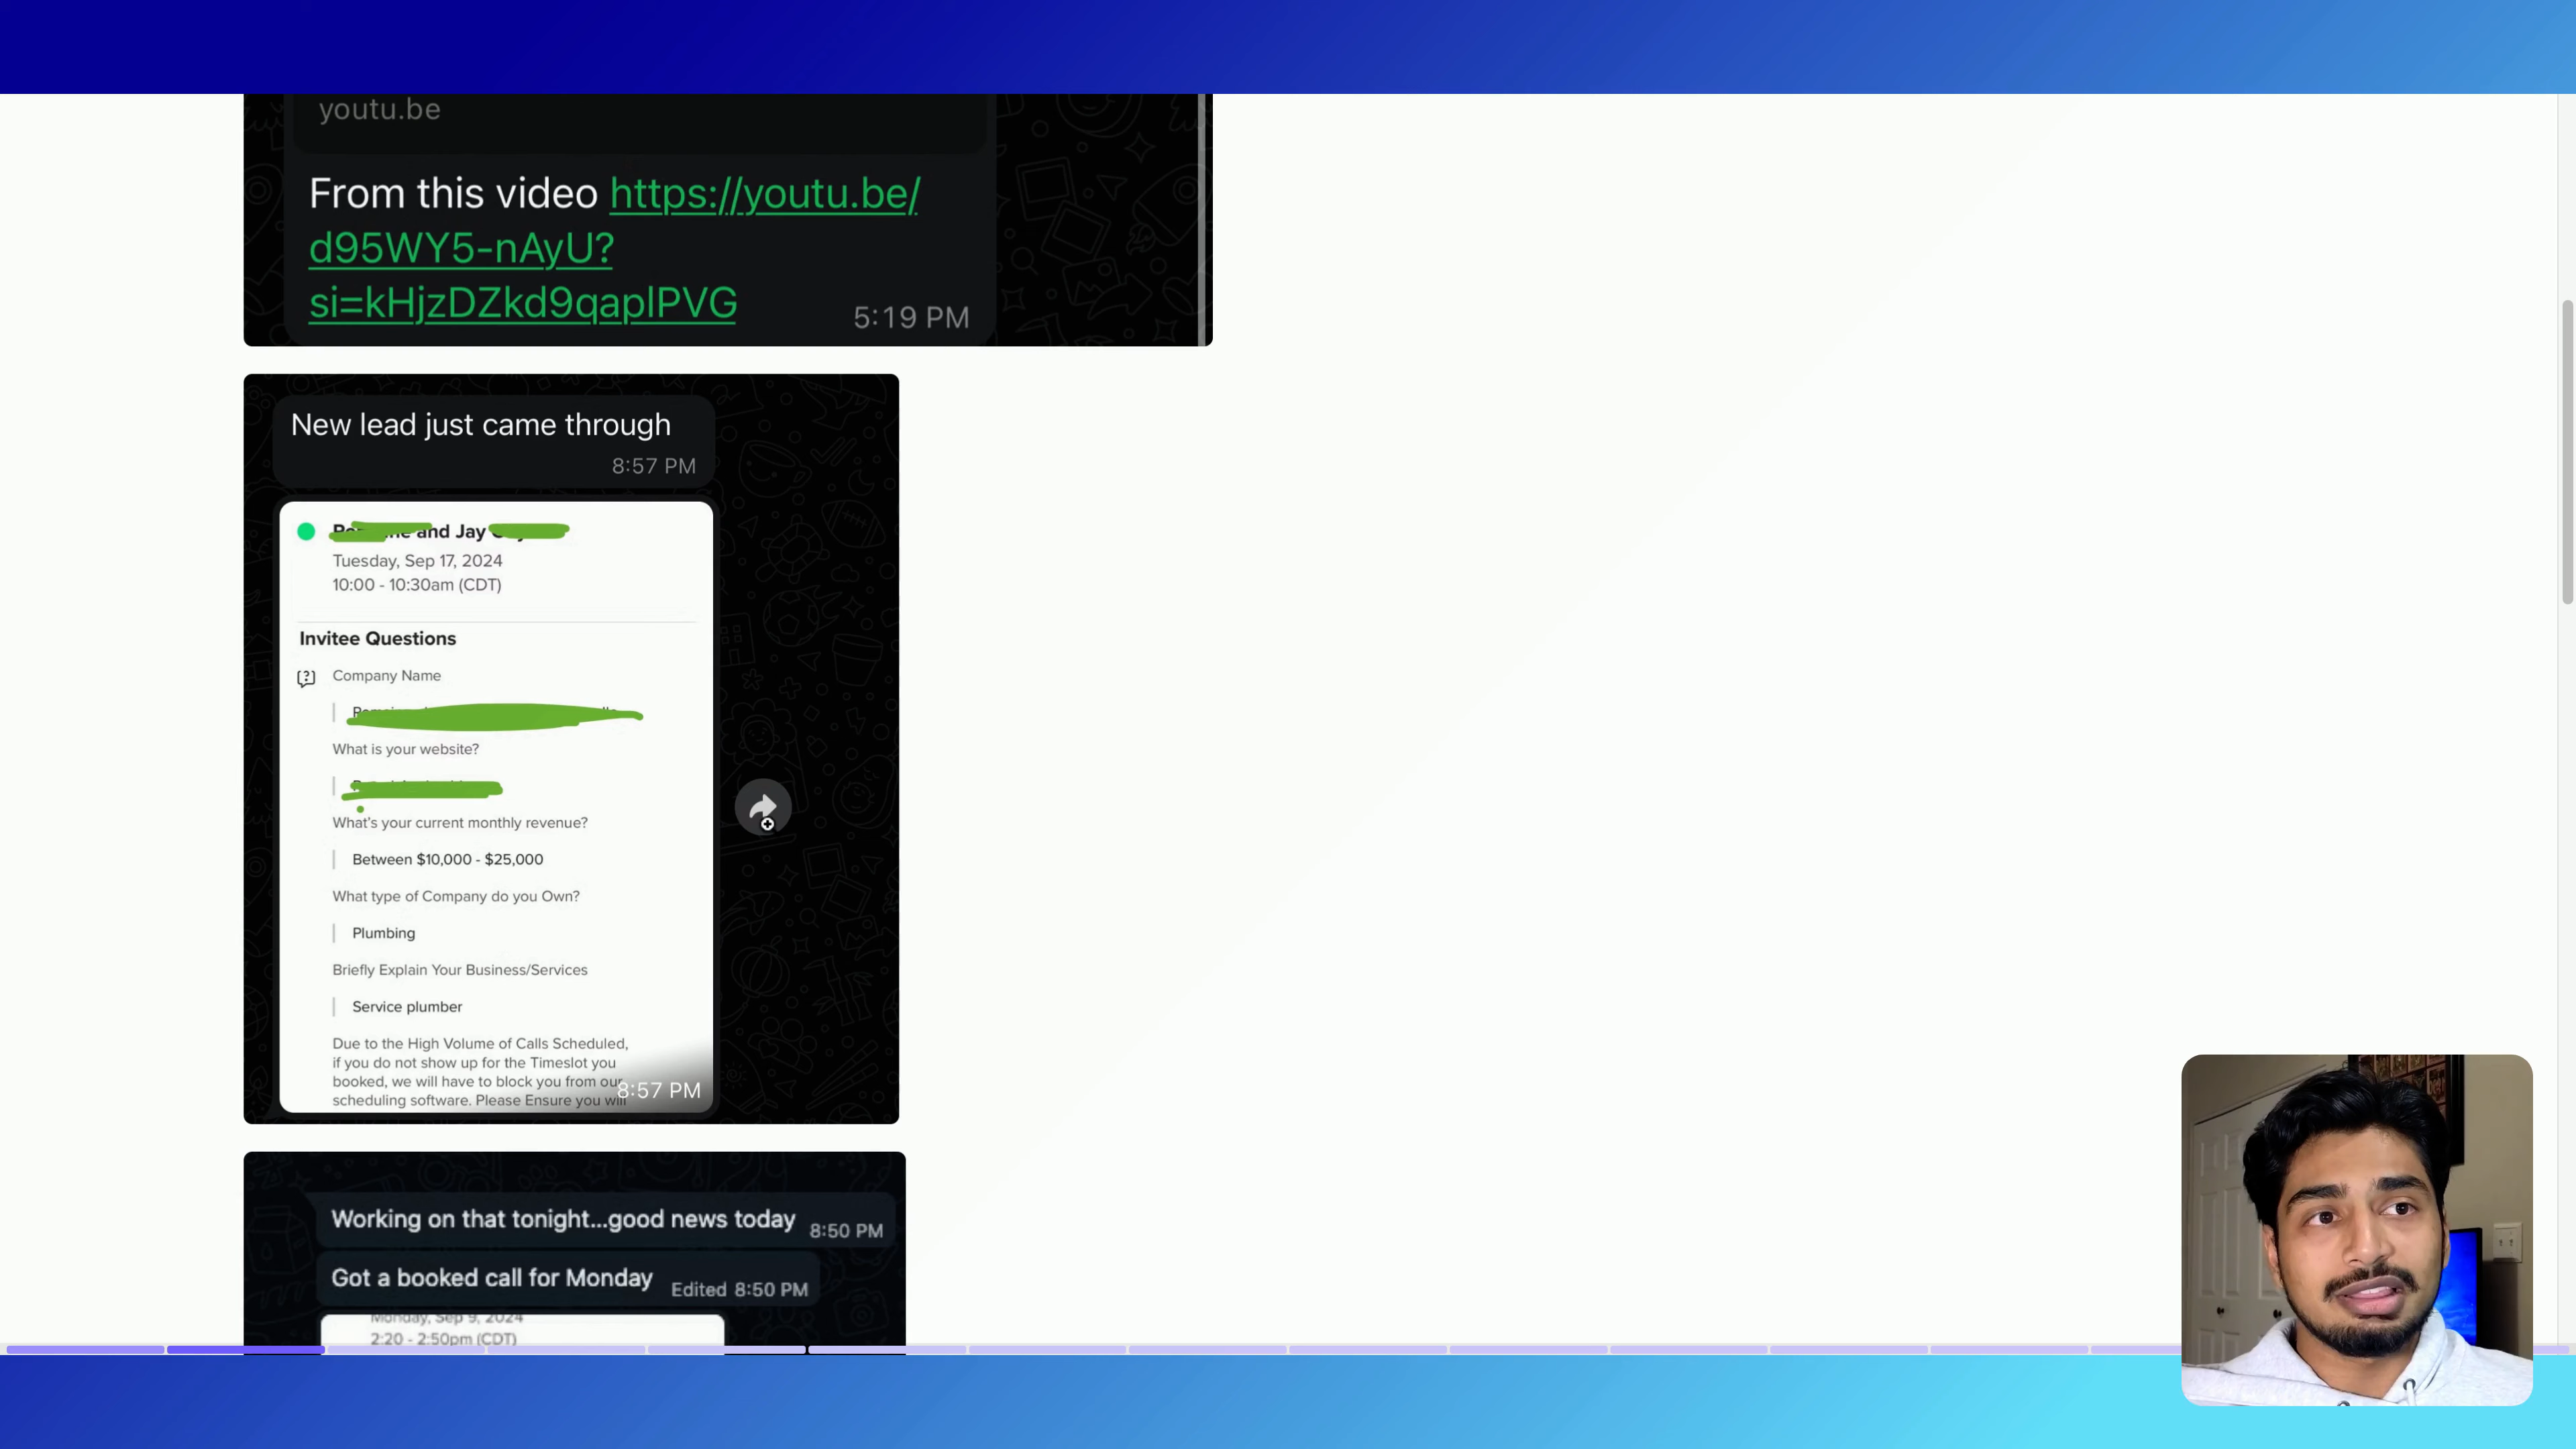 youtu.be
From this video https://youtu.be/
d95WY5-nAyU?
si=kHjzDZkd9qaplPVG
5:19 PM
New lead just came through
8:57 PM
and Jay
Tuesday, Sep 17, 2024
10:00 - 10:30am (CDT)
Invitee Questions
Company Name
What is your website?
What's your current monthly revenue?
Between $10,000 - $25,000
What type of Company do you Own?
Plumbing
Briefly Explain Your Business/Services
Service plumber
Due to the High Volume of Calls Scheduled,
if you do not show up for the Timeslot you
booked, we will have to block you from our
scheduling software. Please Ensure you will
8:57 PM
Working on that tonight...good news today 8:50 PM
Got a booked call for Monday Edited 8:50 PM
Monday, Sep 9, 2024
2:20 - 2:50pm (CDT)